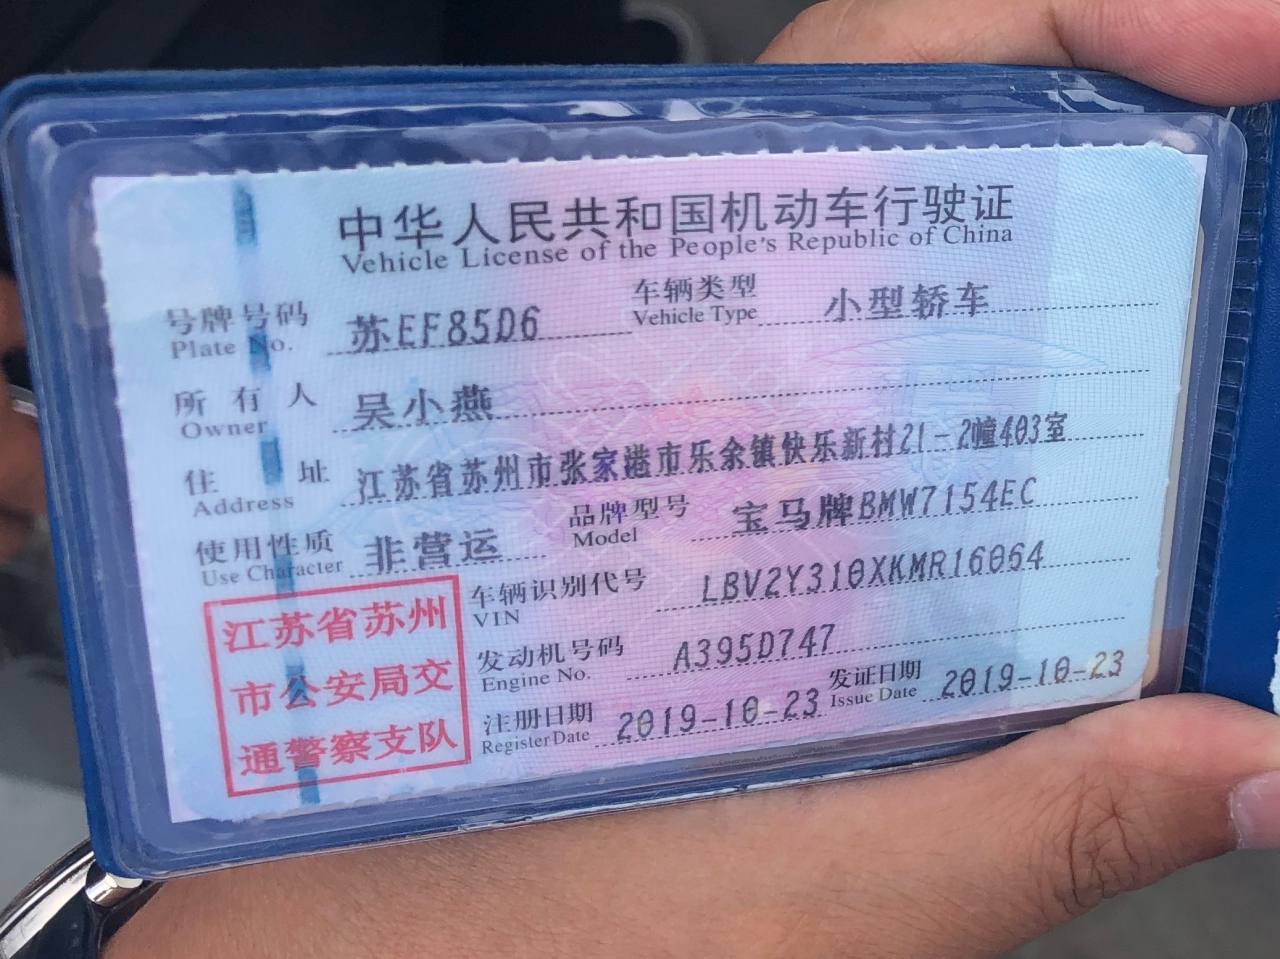 中华人民共和国机动车行驶证
Vehicle License of the People's Republic of China
号牌号码 苏EF85D6 车辆类型 小型轿车
Plate No. Vehicle Type
所有人 吴小燕
Owner
住址 江苏省苏州市张家港市乐余镇快乐新村21-2幢403室
Address
使用性质 非营运 品牌型号 宝马牌BMW7154EC
Use Character Model
车辆识别代号 LBV2Y310XKMR16064
VIN
发动机号码 A395D747
Engine No.
注册日期 2019-10-23 发证日期 2019-10-23
Register Date Issue Date
江苏省苏州
市公安局交
通警察支队